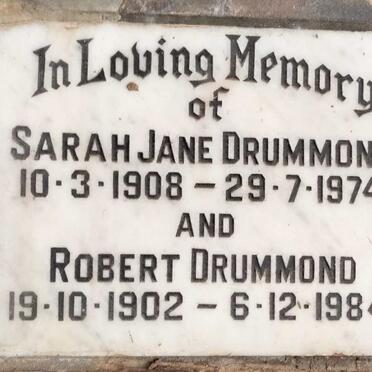 In Loving Memory
of
SARAH JANE DRUMMON
10·3·1908 – 29·7·1974
AND
ROBERT DRUMMOND
19·10·1902 – 6·12·1984